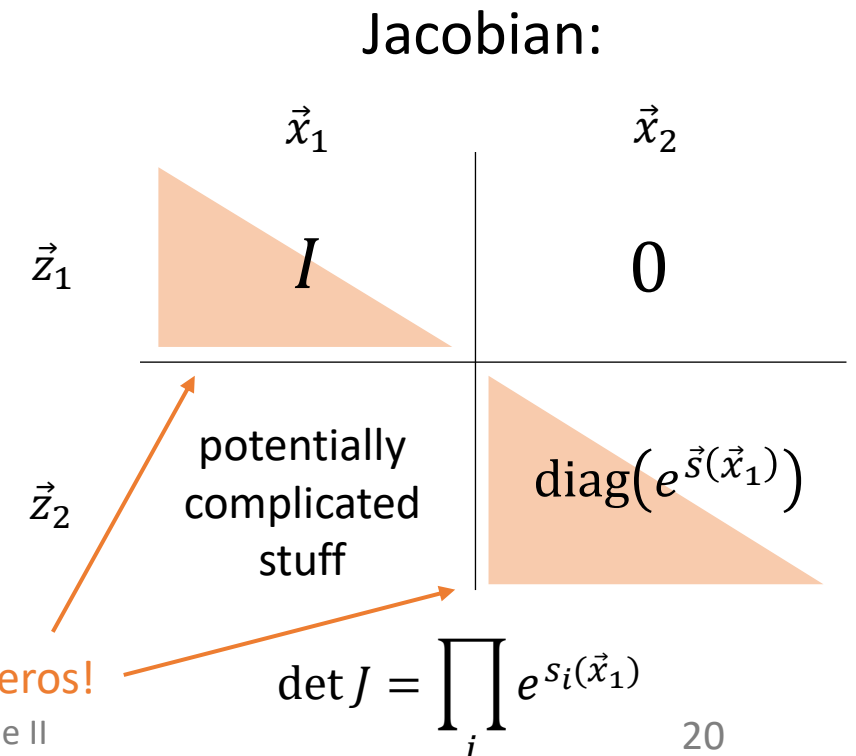 Jacobian:
x⃗₁ x⃗₂
z⃗₁ I 0
z⃗₂ potentially
complicated
stuff
diag(e^{s⃗(x⃗₁)})
eros!
det J = ∏ᵢ e^{sᵢ(x⃗₁)}
e II
20